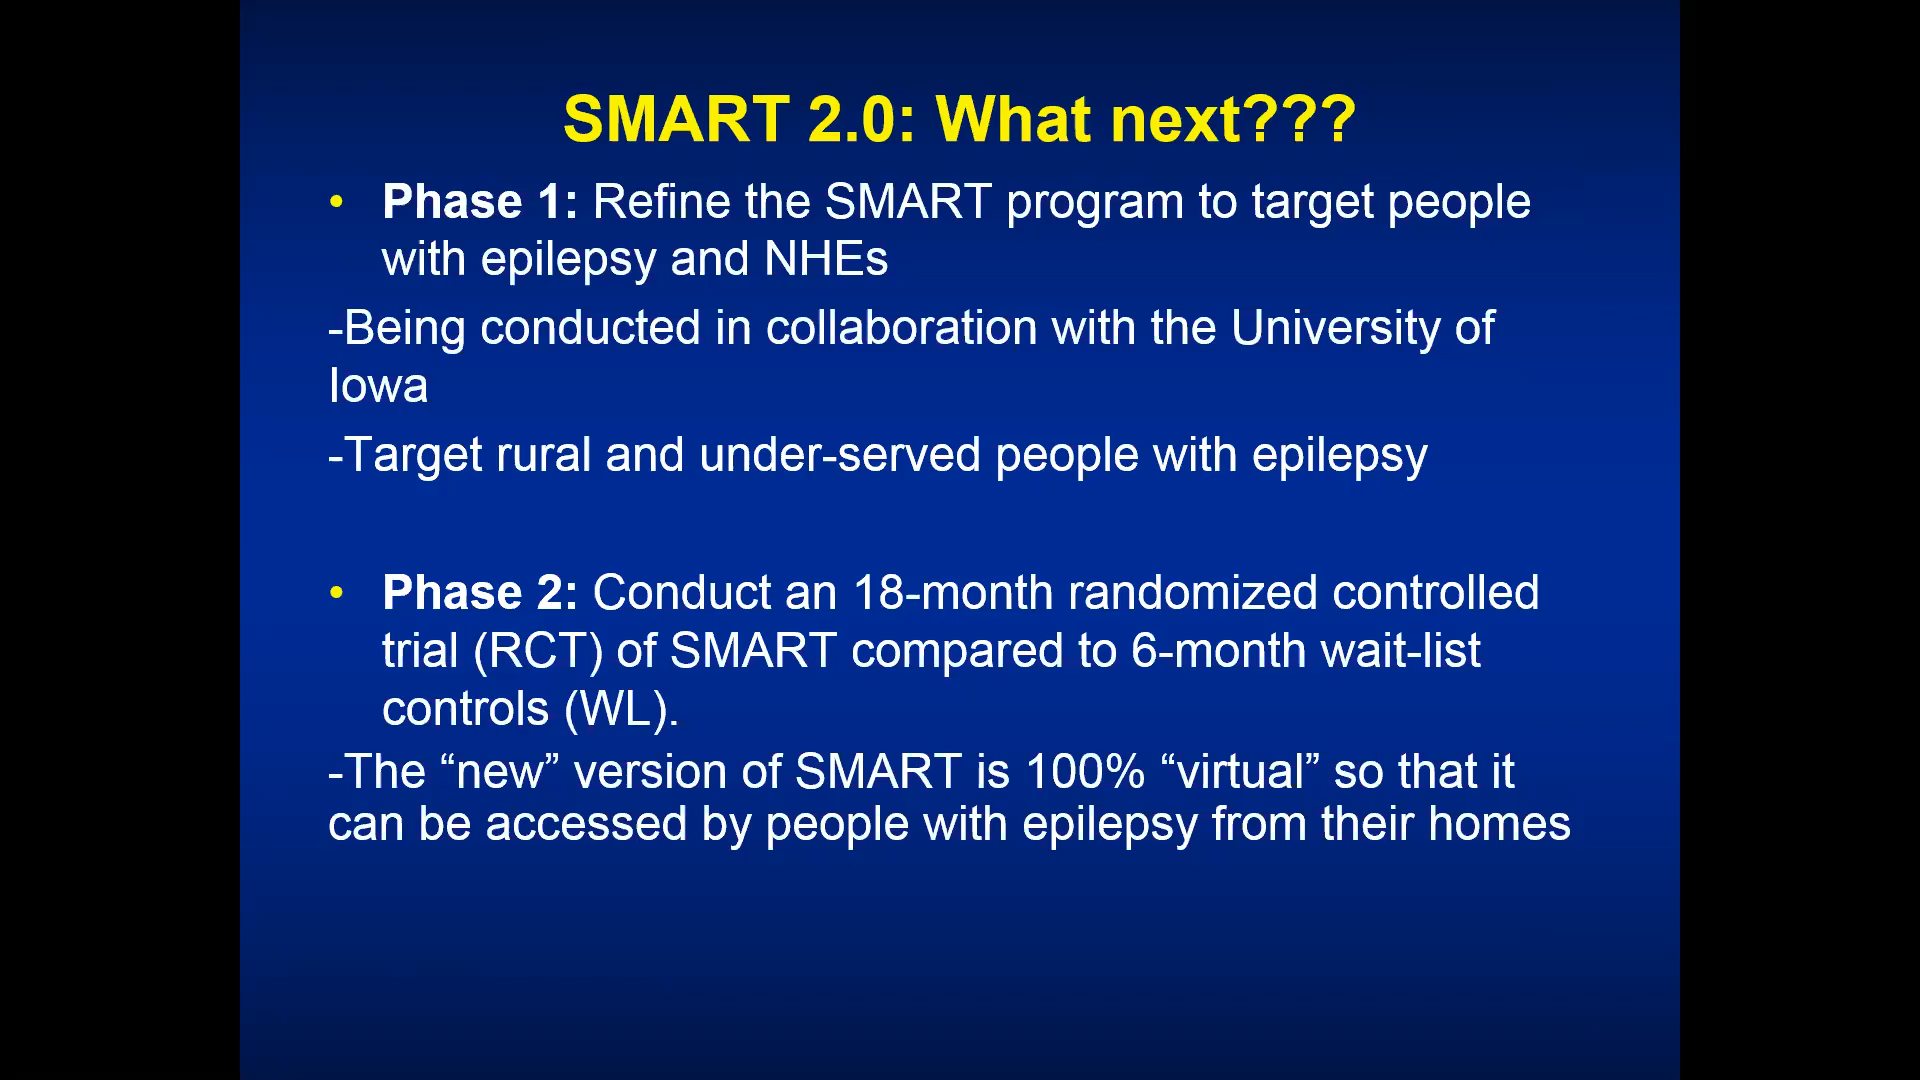 SMART 2.0: What next???
• Phase 1: Refine the SMART program to target people
with epilepsy and NHEs
-Being conducted in collaboration with the University of
Iowa
-Target rural and under-served people with epilepsy
• Phase 2: Conduct an 18-month randomized controlled
trial (RCT) of SMART compared to 6-month wait-list
controls (WL).
-The “new” version of SMART is 100% “virtual” so that it
can be accessed by people with epilepsy from their homes